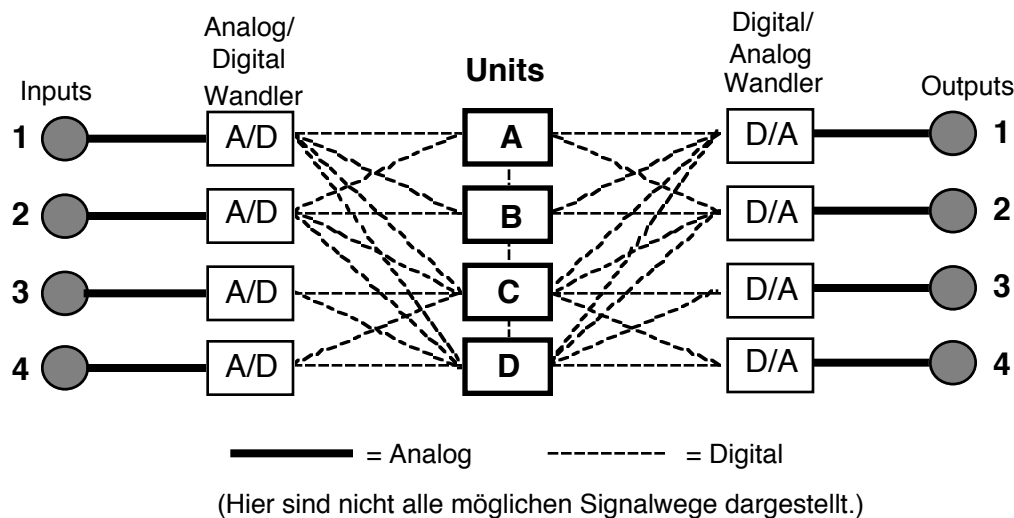 Analog/
Digital
Wandler
Digital/
Analog
Wandler
Units
Inputs
Outputs
1
A/D
A
D/A
1
2
A/D
B
D/A
2
3
A/D
C
D/A
3
4
A/D
D
D/A
4
= Analog
= Digital
(Hier sind nicht alle möglichen Signalwege dargestellt.)